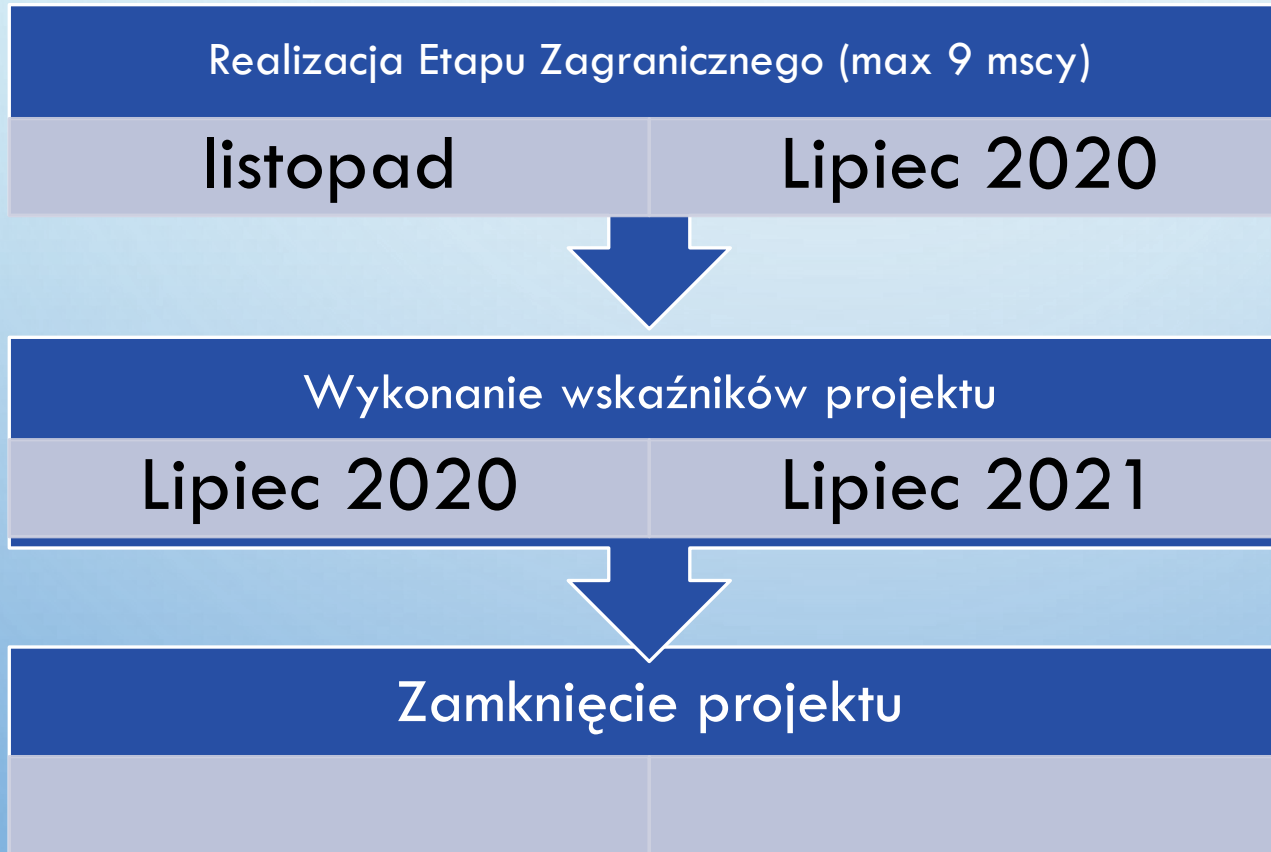 Realizacja Etapu Zagranicznego (max 9 mscy)
listopad Lipiec 2020
Wykonanie wskaźników projektu
Lipiec 2020 Lipiec 2021
Zamknięcie projektu